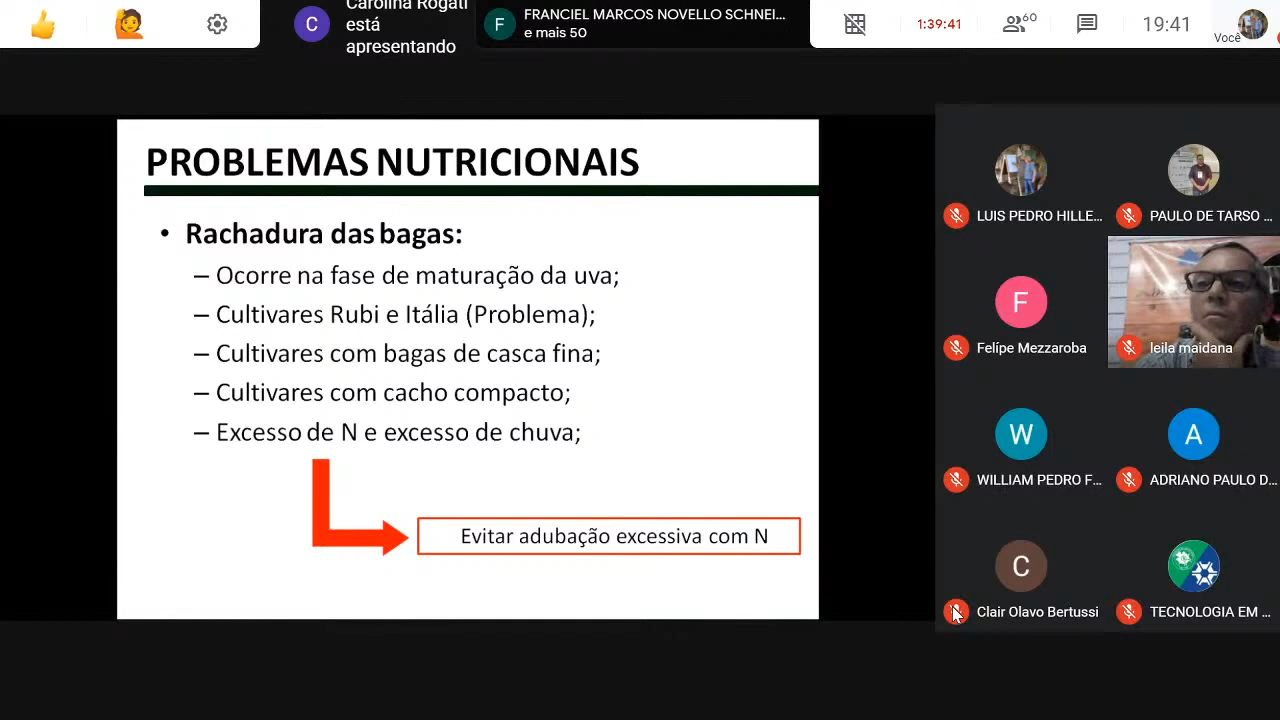 Carolina Rogati
está
apresentando
FRANCIEL MARCOS NOVELLO SCHNEI...
e mais 50
1:39:41
60
19:41
Você
C
F
PROBLEMAS NUTRICIONAIS
• Rachadura das bagas:
– Ocorre na fase de maturação da uva;
– Cultivares Rubi e Itália (Problema);
– Cultivares com bagas de casca fina;
– Cultivares com cacho compacto;
– Excesso de N e excesso de chuva;
Evitar adubação excessiva com N
LUIS PEDRO HILLE...
PAULO DE TARSO ...
F
Felípe Mezzaroba
leila maidana
W
WILLIAM PEDRO F...
A
ADRIANO PAULO D...
C
Clair Olavo Bertussi
TECNOLOGIA EM ...